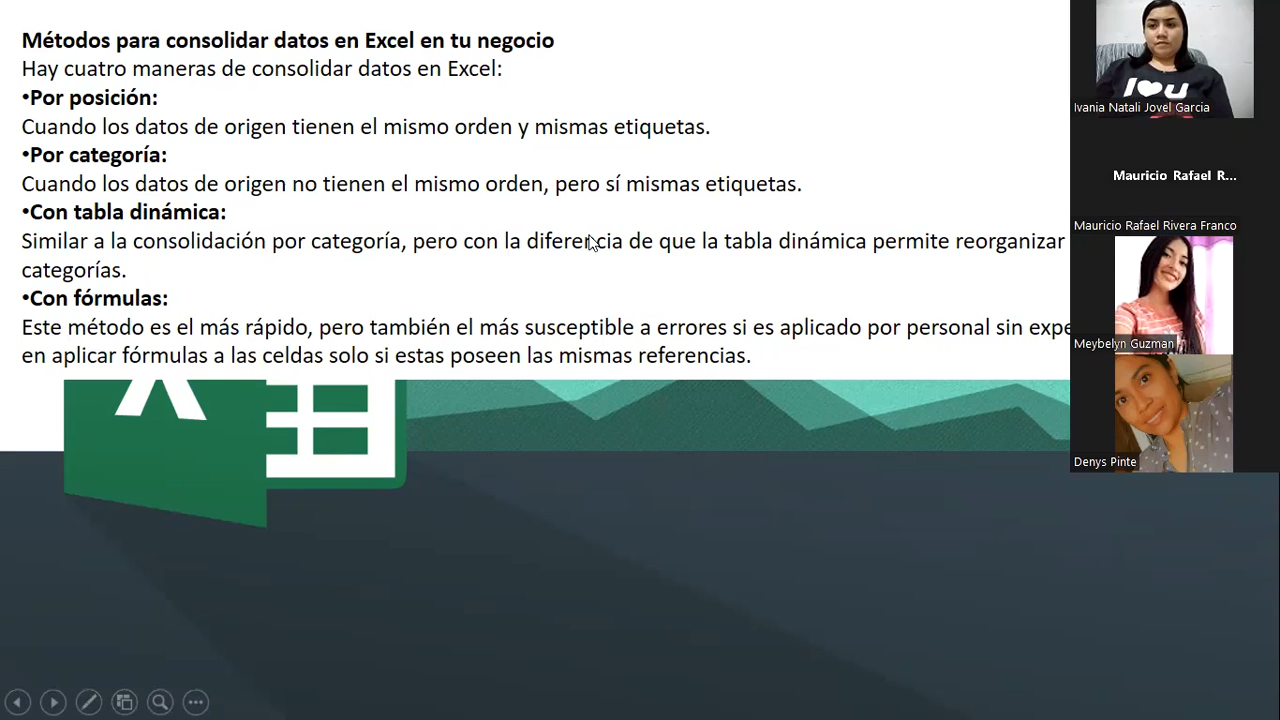 Métodos para consolidar datos en Excel en tu negocio
Hay cuatro maneras de consolidar datos en Excel:
•Por posición:
Cuando los datos de origen tienen el mismo orden y mismas etiquetas.
•Por categoría:
Cuando los datos de origen no tienen el mismo orden, pero sí mismas etiquetas.
•Con tabla dinámica:
Similar a la consolidación por categoría, pero con la diferencia de que la tabla dinámica permite reorganizar
categorías.
•Con fórmulas:
Este método es el más rápido, pero también el más susceptible a errores si es aplicado por personal sin expe
en aplicar fórmulas a las celdas solo si estas poseen las mismas referencias.
I ♥ u
Ivania Natali Jovel Garcia
Mauricio Rafael R...
Mauricio Rafael Rivera Franco
Meybelyn Guzman
Denys Pinte